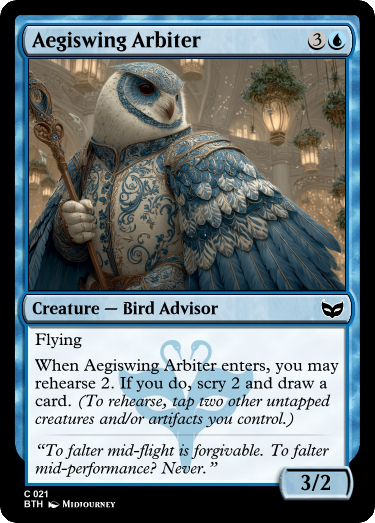 Aegiswing Arbiter 3
Creature — Bird Advisor
Flying
When Aegiswing Arbiter enters, you may
rehearse 2. If you do, scry 2 and draw a
card. (To rehearse, tap two other untapped
creatures and/or artifacts you control.)
“To falter mid-flight is forgivable. To falter
mid-performance? Never.”
3/2
C 021
BTH Midjourney